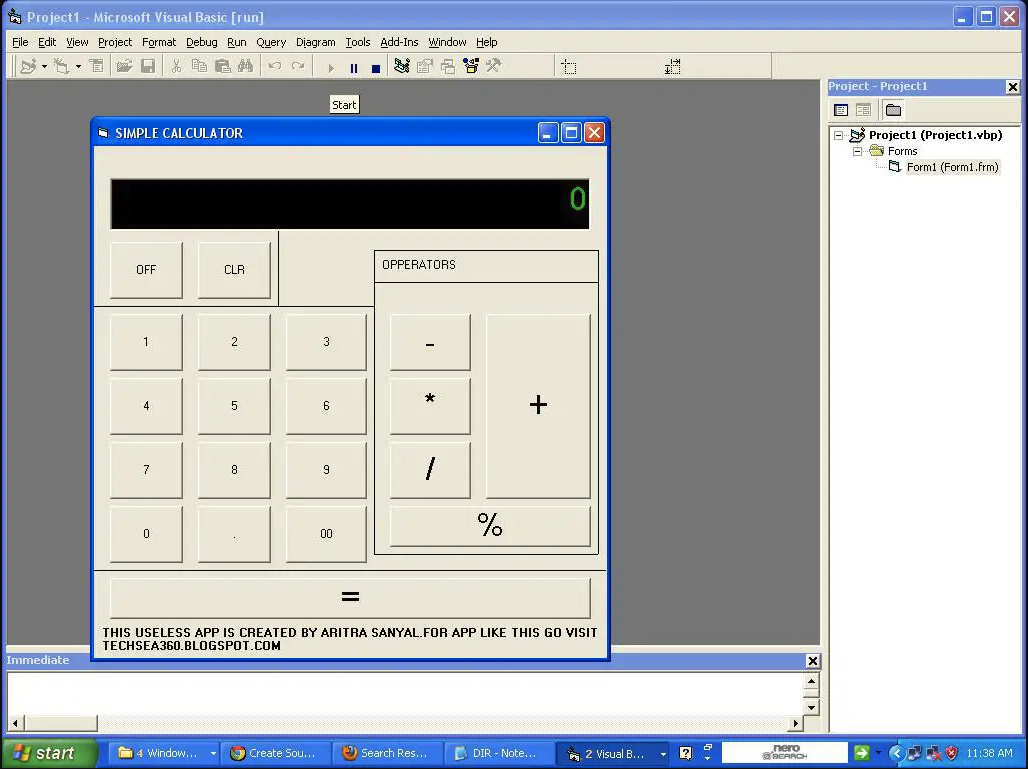 Project1 - Microsoft Visual Basic [run]
File Edit View Project Format Debug Run Query Diagram Tools Add-Ins Window Help
Start
Project - Project1
Project1 (Project1.vbp)
Forms
Form1 (Form1.frm)
SIMPLE CALCULATOR
0
OFF CLR
OPPERATORS
1 2 3 -
4 5 6 * +
7 8 9 /
0 . 00 %
=
THIS USELESS APP IS CREATED BY ARITRA SANYAL.FOR APP LIKE THIS GO VISIT
TECHSEA360.BLOGSPOT.COM
Immediate
start 4 Window... Create Sou... Search Res... DIR - Note... 2 Visual B... nero SEARCH 11:38 AM